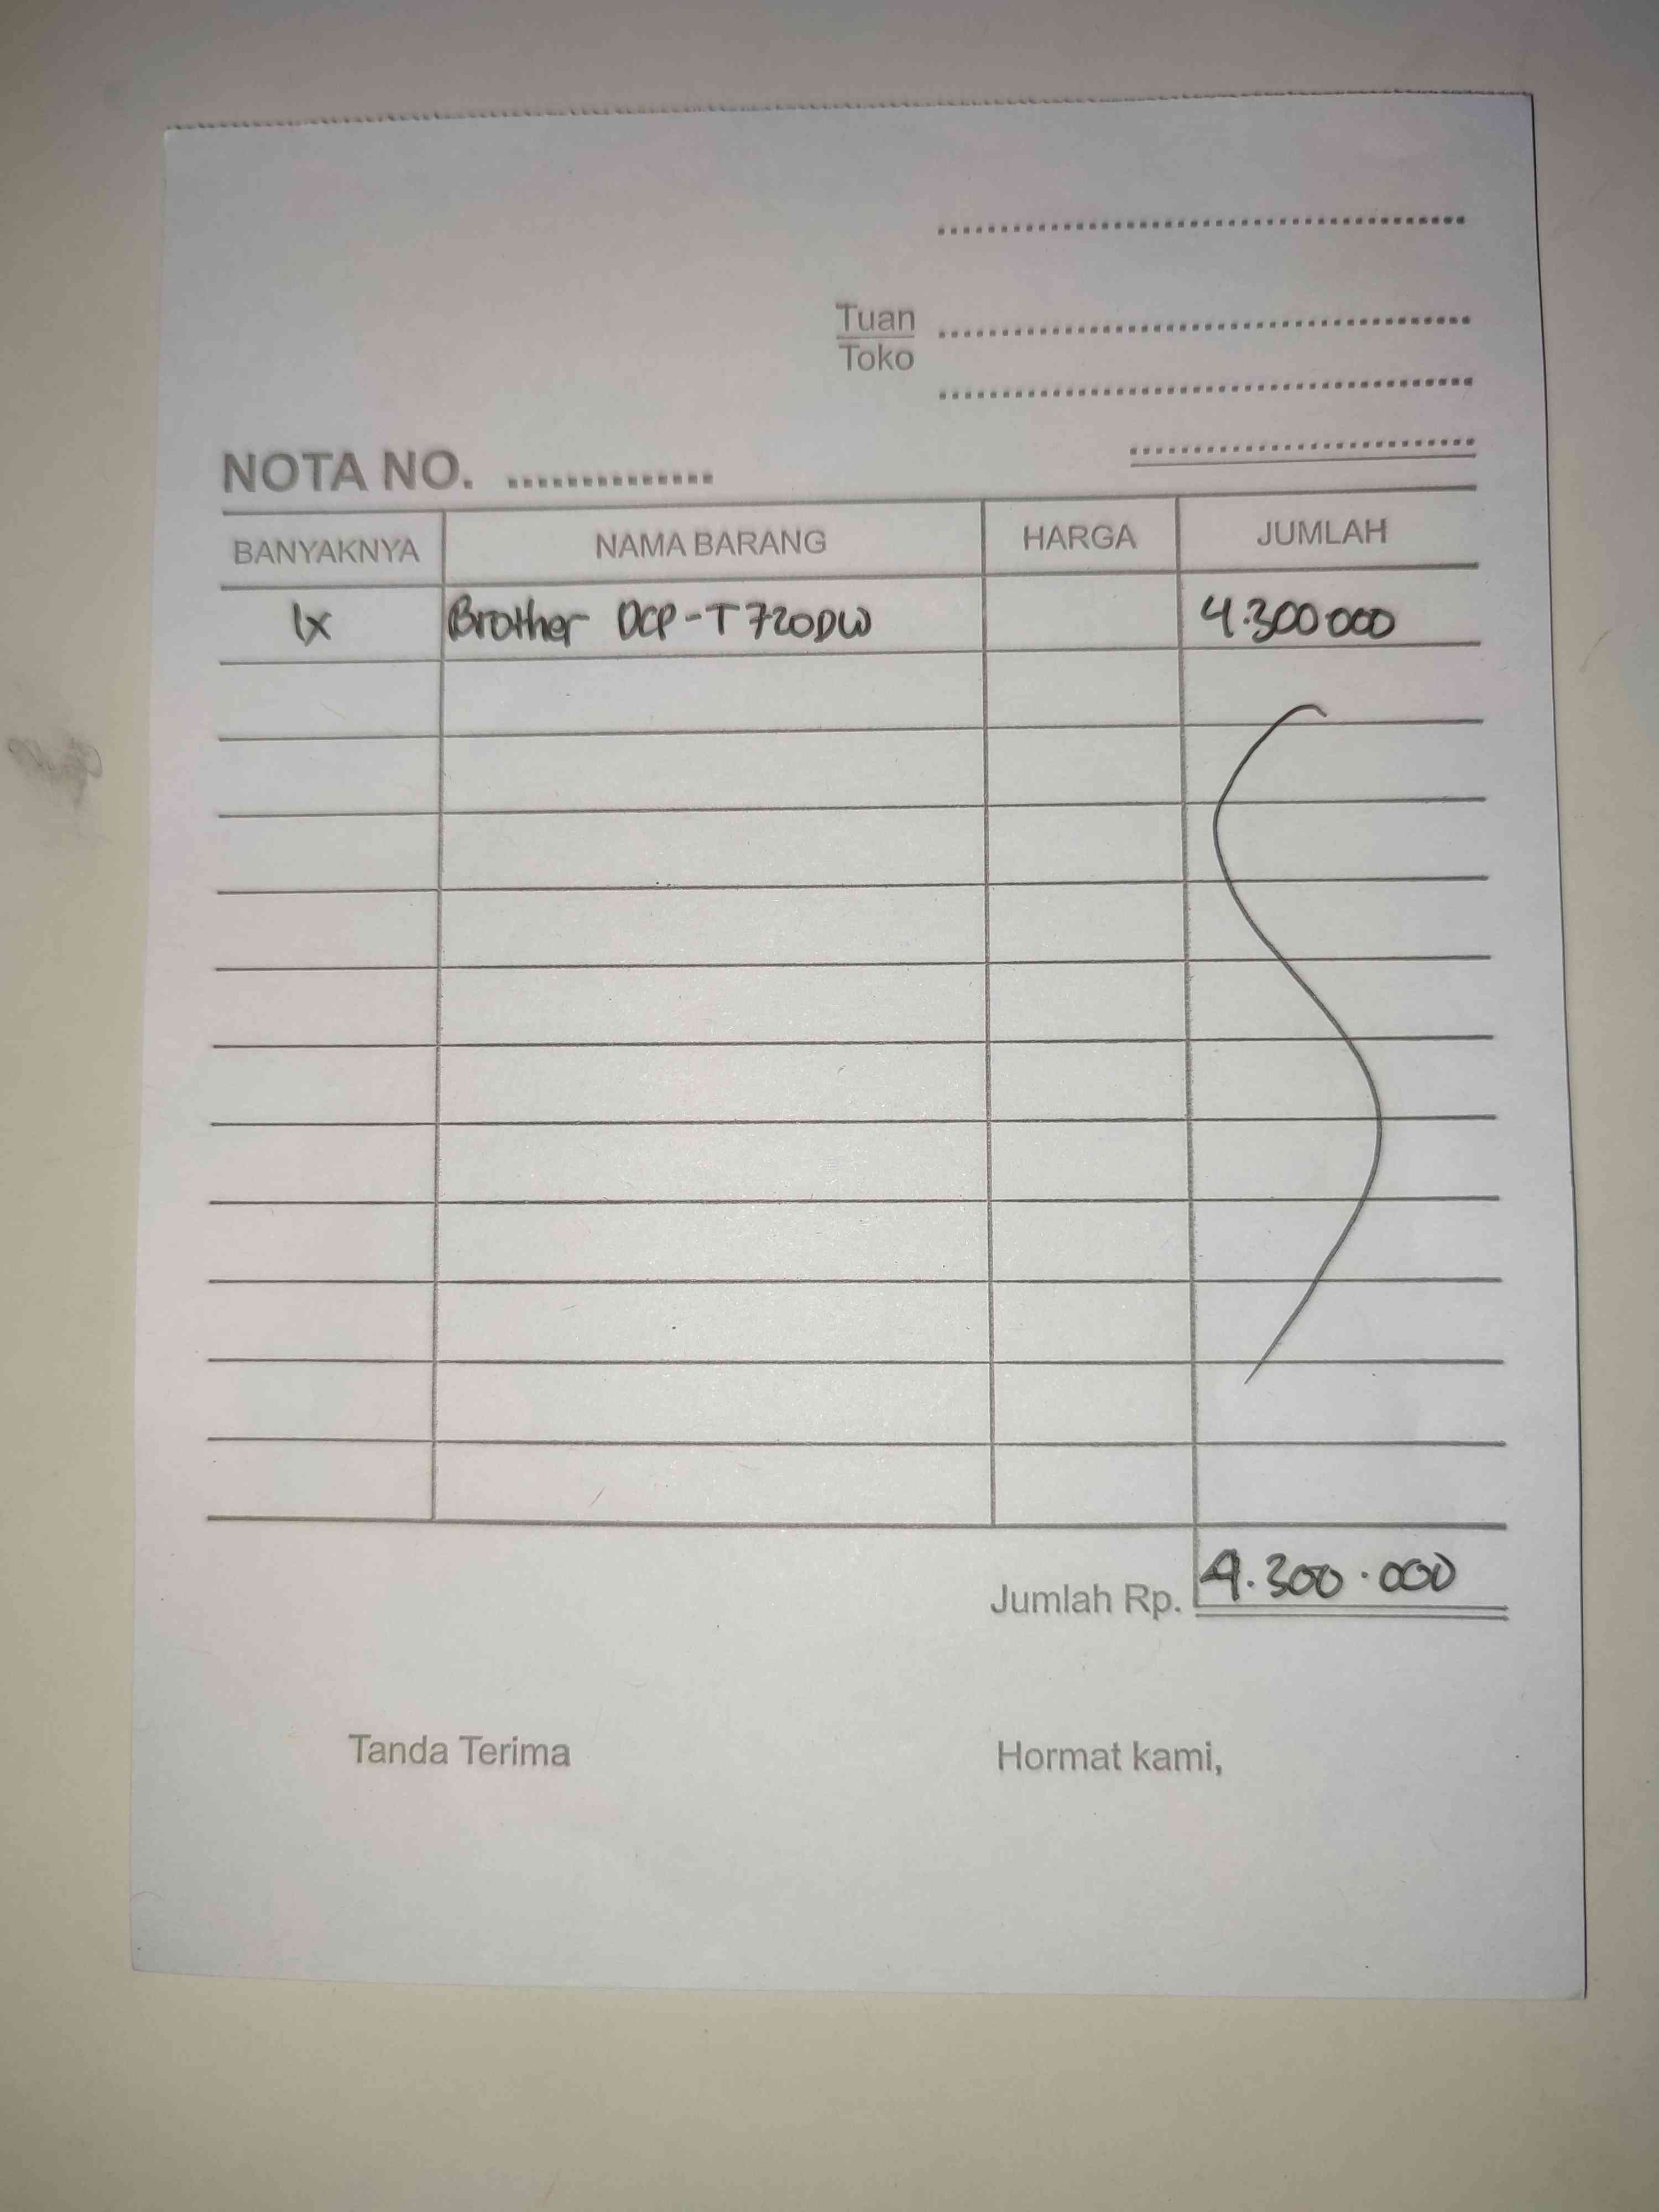 Tuan
Toko
NOTA NO. ..............
BANYAKNYA NAMA BARANG HARGA JUMLAH
1x Brother DCP-T720DW 4.300000
Jumlah Rp. 4.300.000
Tanda Terima Hormat kami,